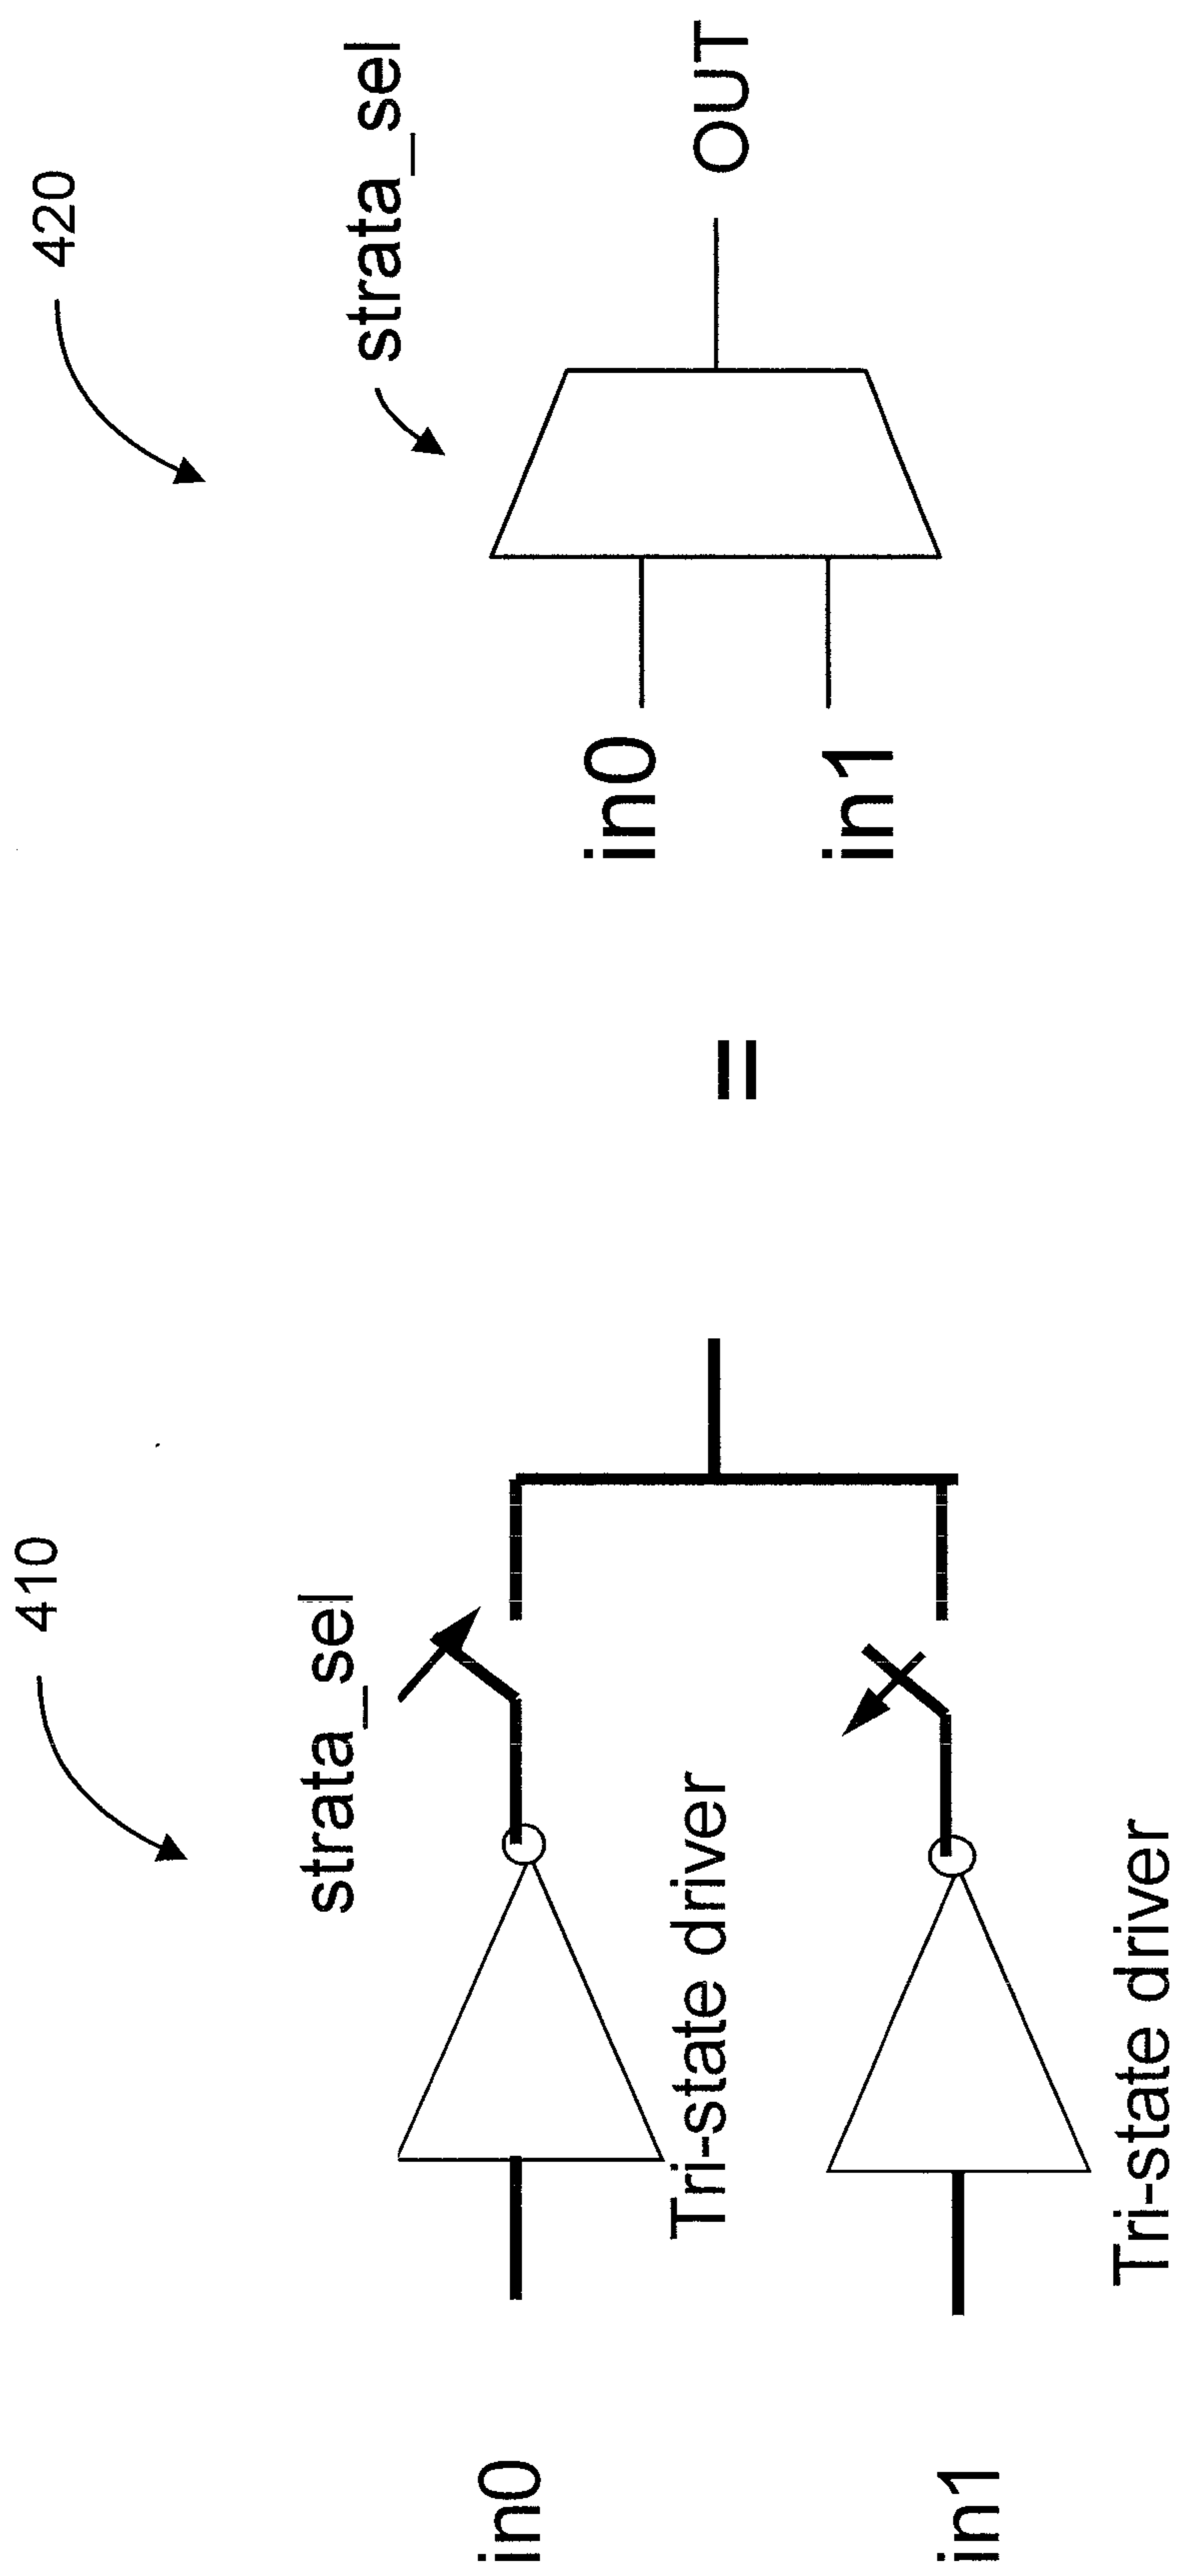 410
strata_sel
in0
Tri-state driver
in1
Tri-state driver
=
420
strata_sel
in0
in1
OUT